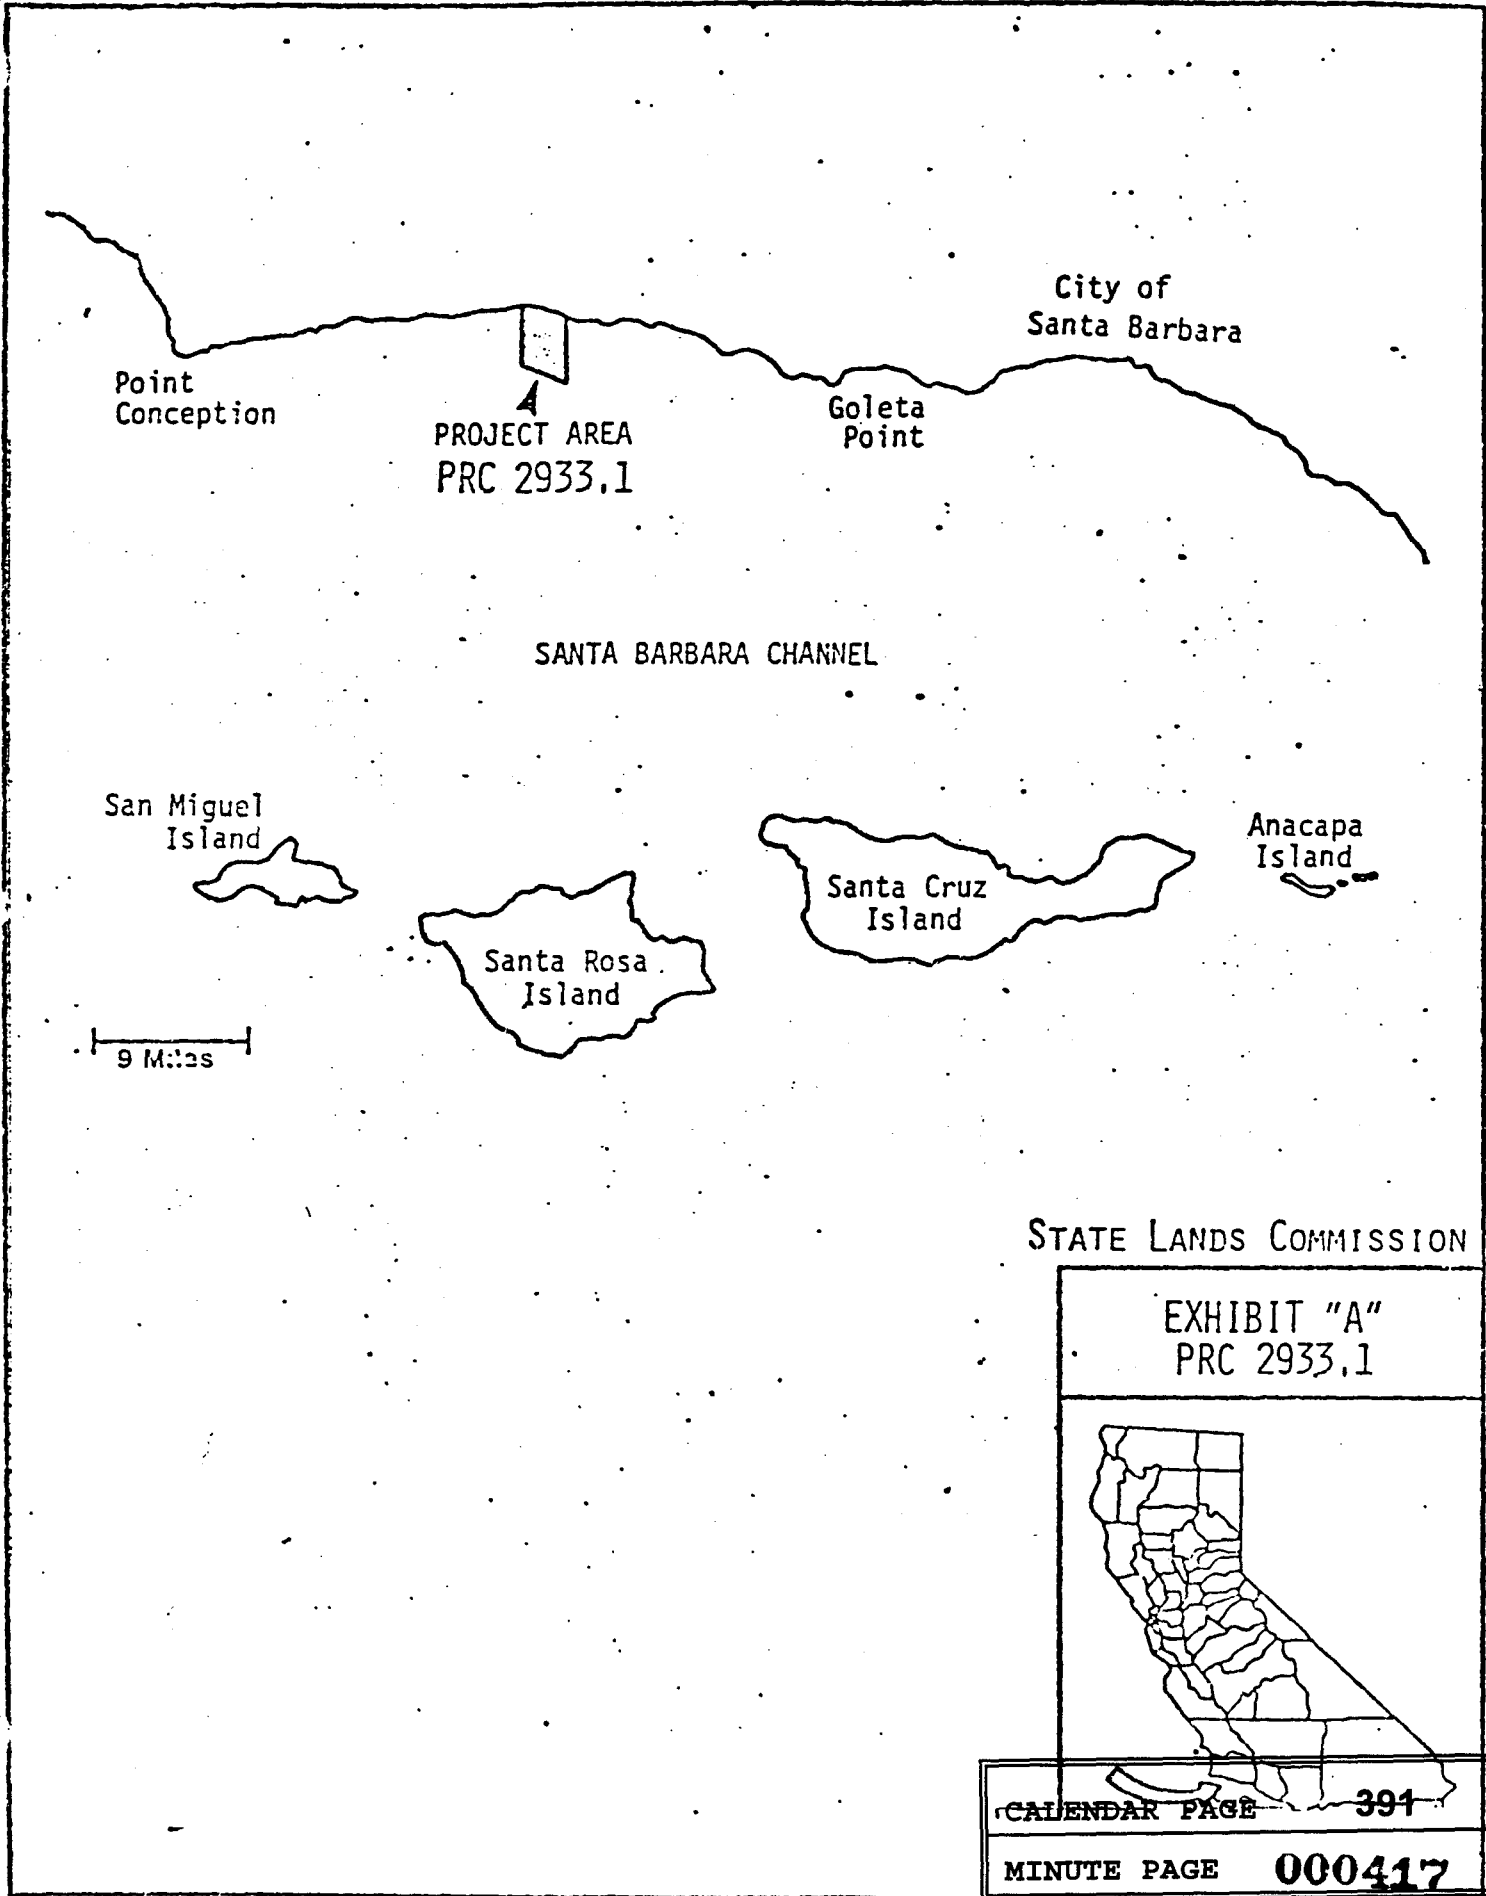 City of
Santa Barbara
Point
Conception
Goleta
Point
PROJECT AREA
PRC 2933.1
SANTA BARBARA CHANNEL
San Miguel
Island
Anacapa
Island
Santa Cruz
Island
Santa Rosa
Island
9 Miles
STATE LANDS COMMISSION
EXHIBIT "A"
PRC 2933.1
CALENDAR PAGE 391
MINUTE PAGE 000417